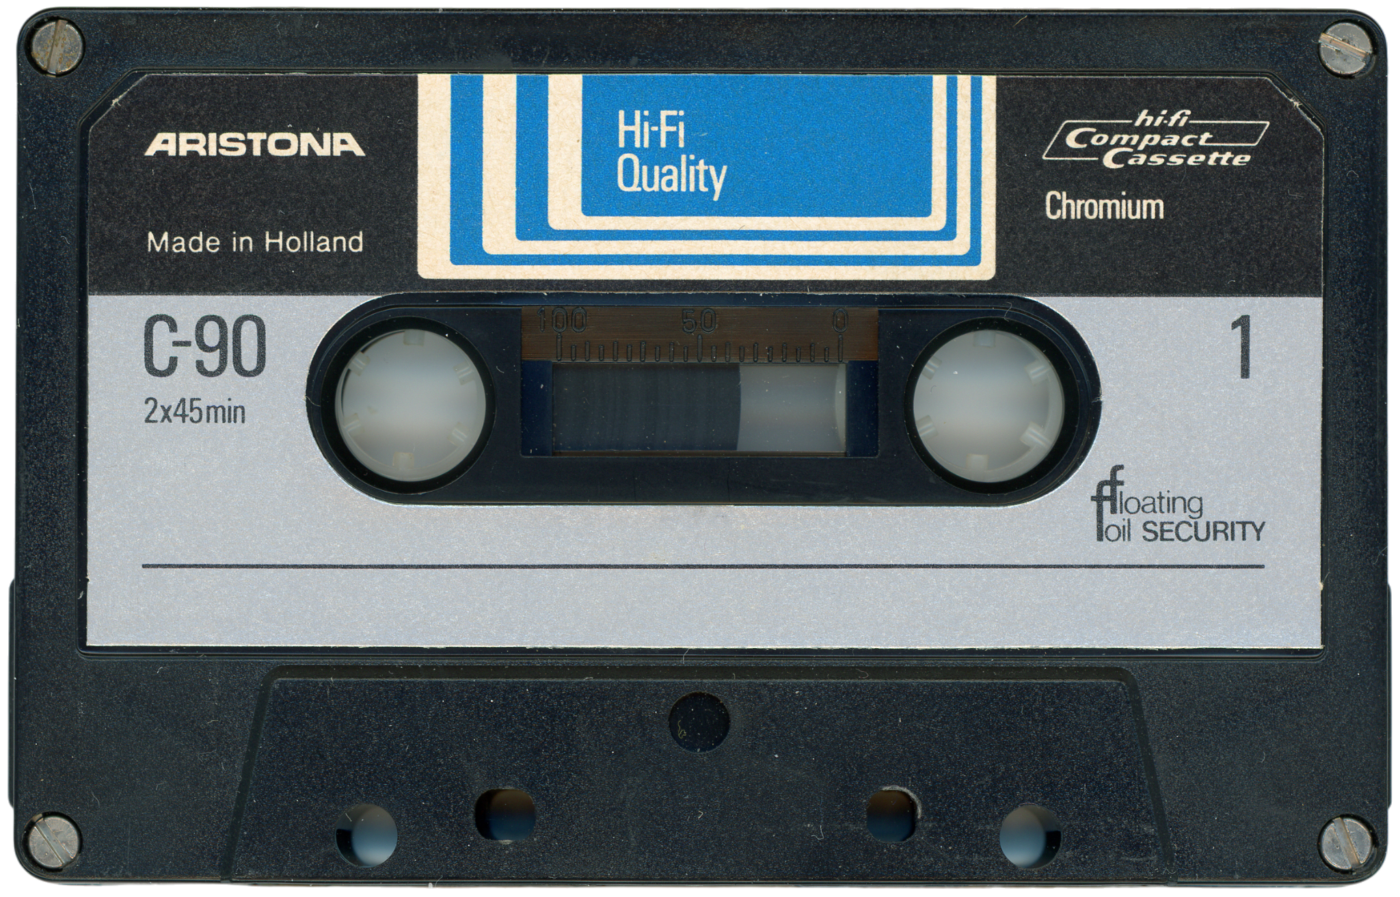 ARISTONA
Made in Holland
Hi-Fi
Quality
hi-fi
Compact
Cassette
Chromium
C-90
2x45min
100 50 0
1
floating
foil SECURITY